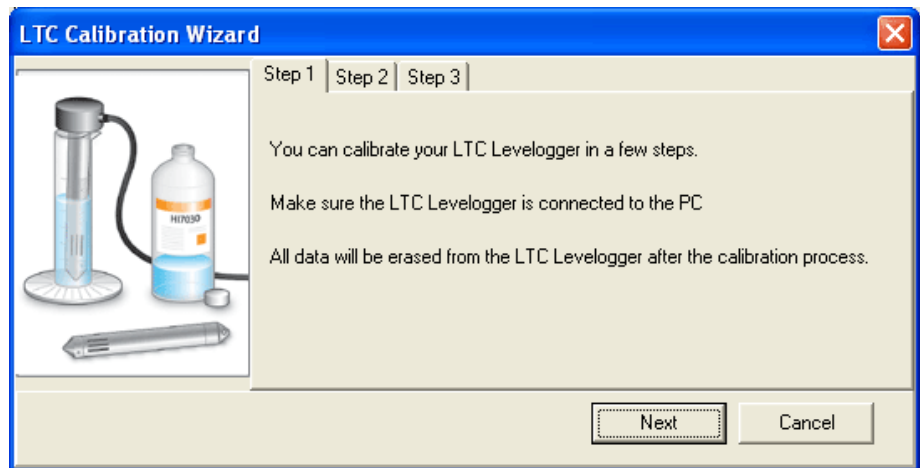 LTC Calibration Wizard
Step 1 Step 2 Step 3
You can calibrate your LTC Levelogger in a few steps.
Make sure the LTC Levelogger is connected to the PC
All data will be erased from the LTC Levelogger after the calibration process.
HI7030
Next Cancel